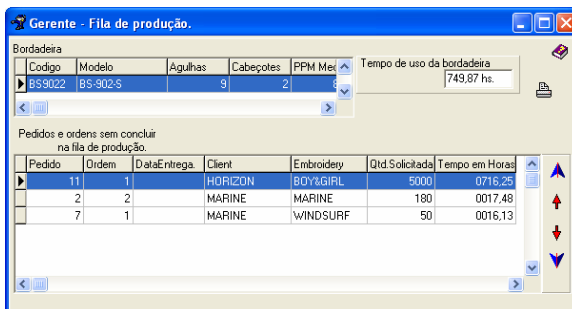 Gerente - Fila de produção.
Bordadeira
Codigo Modelo Agulhas Cabeçotes PPM Mec
BS9022 BS-902-S 9 2
Tempo de uso da bordadeira
749,87 hs.
Pedidos e ordens sem concluir
na fila de produção.
Pedido Ordem DataEntrega. Client Embroidery Qtd.Solicitada Tempo em Horas
11 1 HORIZON BOY&GIRL 5000 0716,25
2 2 MARINE MARINE 180 0017,48
7 1 MARINE WINDSURF 50 0016,13